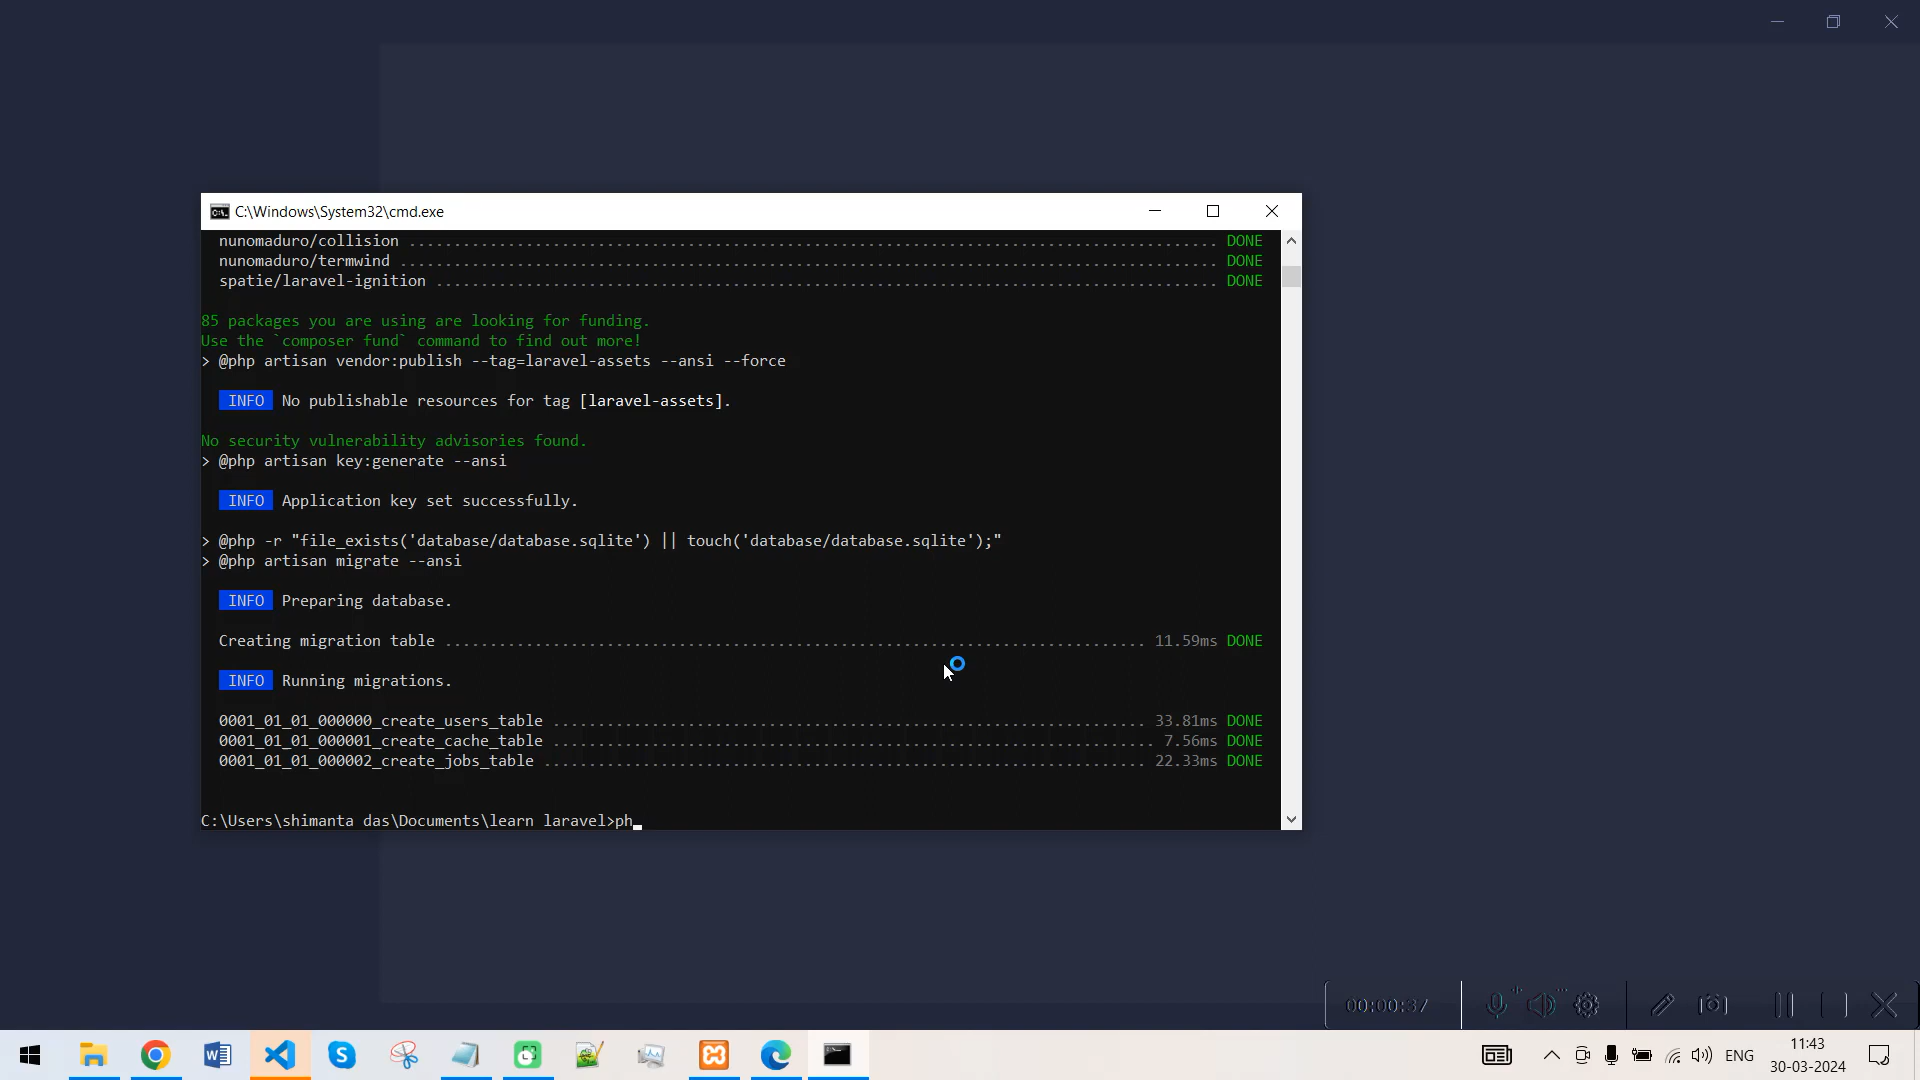 C:\Windows\System32\cmd.exe
nunomaduro/collision ........................................................................................ DONE
nunomaduro/termwind ......................................................................................... DONE
spatie/laravel-ignition ..................................................................................... DONE
85 packages you are using are looking for funding.
Use the `composer fund` command to find out more!
> @php artisan vendor:publish --tag=laravel-assets --ansi --force
INFO No publishable resources for tag [laravel-assets].
No security vulnerability advisories found.
> @php artisan key:generate --ansi
INFO Application key set successfully.
> @php -r "file_exists('database/database.sqlite') || touch('database/database.sqlite');"
> @php artisan migrate --ansi
INFO Preparing database.
Creating migration table .............................................................................. 11.59ms DONE
INFO Running migrations.
0001_01_01_000000_create_users_table .................................................................. 33.81ms DONE
0001_01_01_000001_create_cache_table ................................................................... 7.56ms DONE
0001_01_01_000002_create_jobs_table ................................................................... 22.33ms DONE
C:\Users\shimanta das\Documents\learn laravel>ph
00:00:37
ENG
11:43
30-03-2024